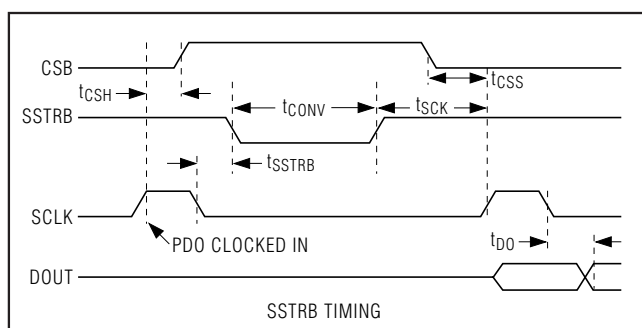 CSB
tCSH
tCSS
SSTRB
tCONV
tSCK
tSSTRB
SCLK
PDO CLOCKED IN
tDO
DOUT
SSTRB TIMING